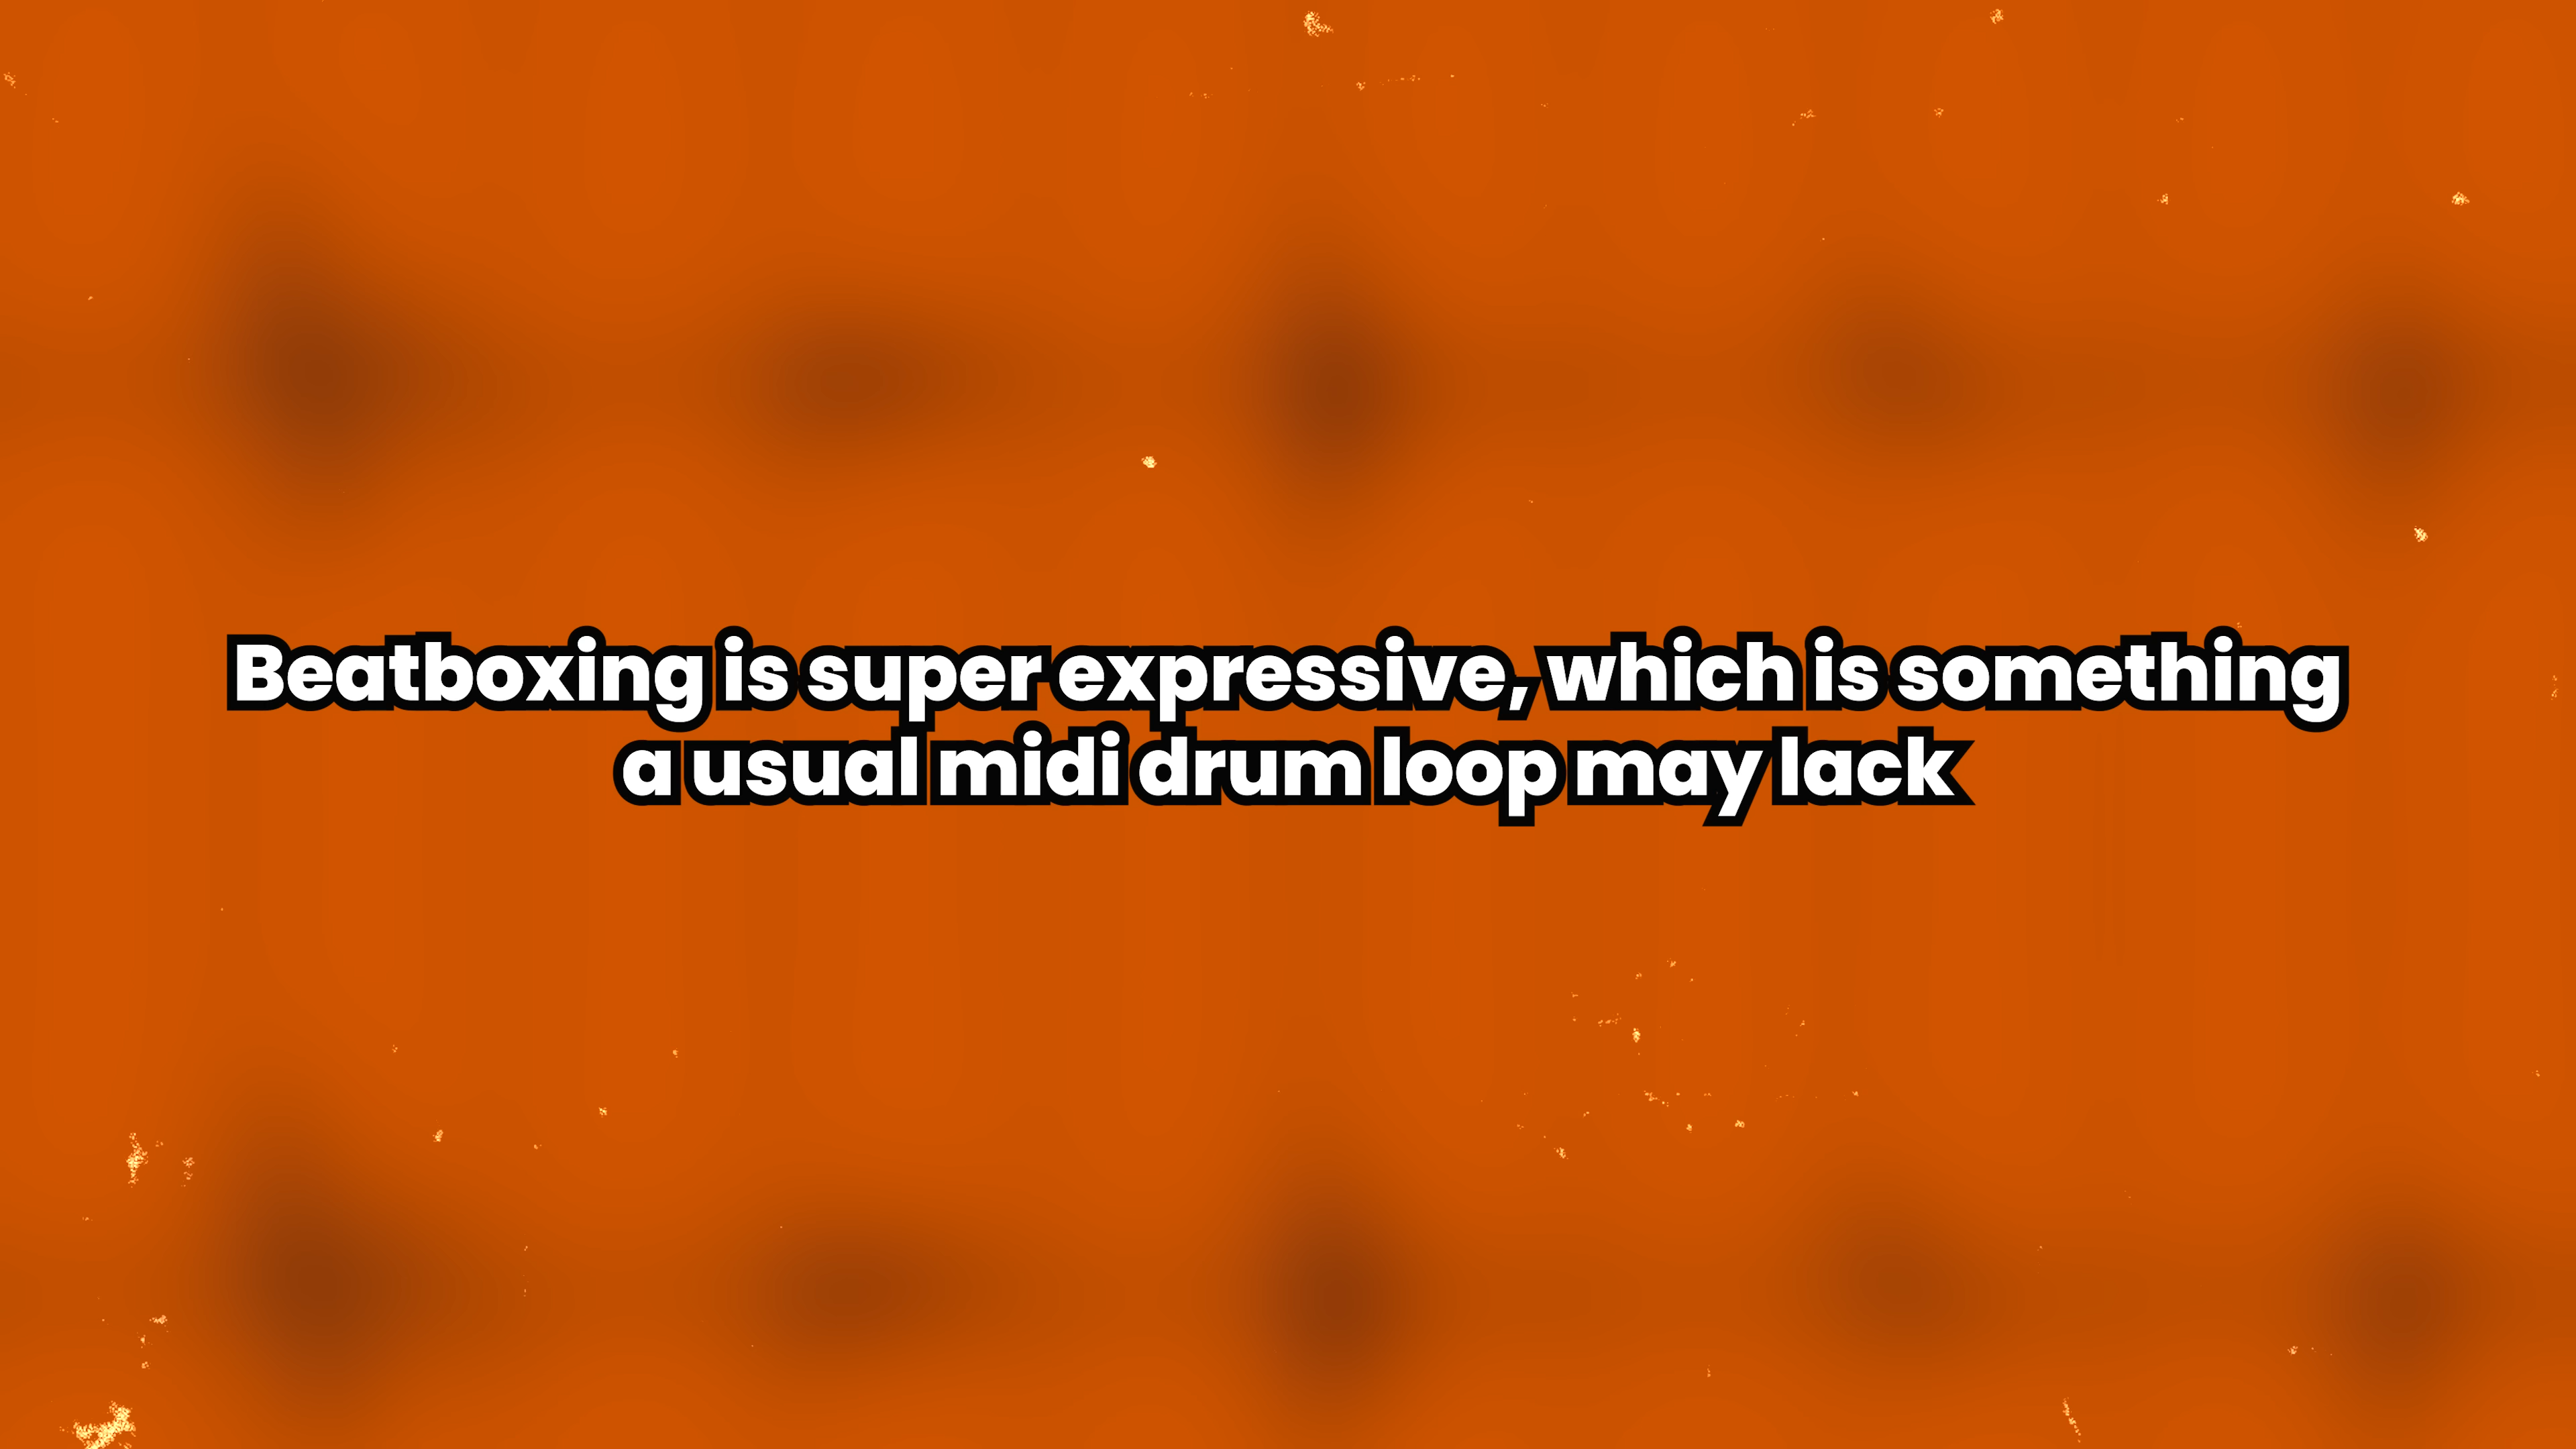 Beatboxing is super expressive, which is something
a usual midi drum loop may lack